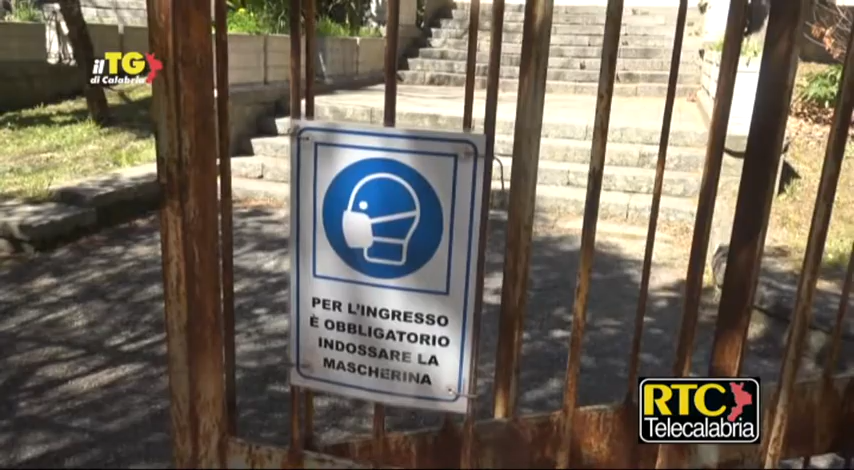 il TG
di Calabria
PER L'INGRESSO
È OBBLIGATORIO
INDOSSARE LA
MASCHERINA
RTC
Telecalabria